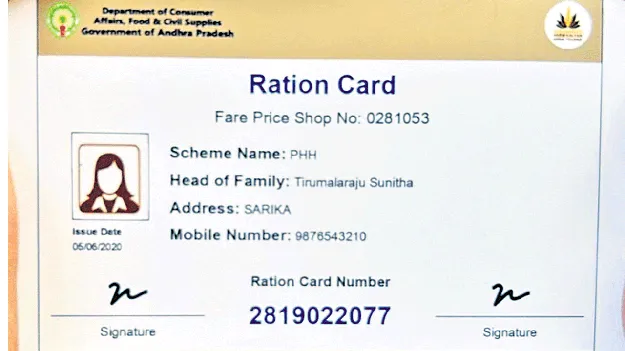 Department of Consumer
Affairs, Food & Civil Supplies
Government of Andhra Pradesh
Ration Card
Fare Price Shop No: 0281053
Scheme Name: PHH
Head of Family: Tirumalaraju Sunitha
Address: SARIKA
Mobile Number: 9876543210
Issue Date
05/06/2020
Ration Card Number
2819022077
Signature
Signature